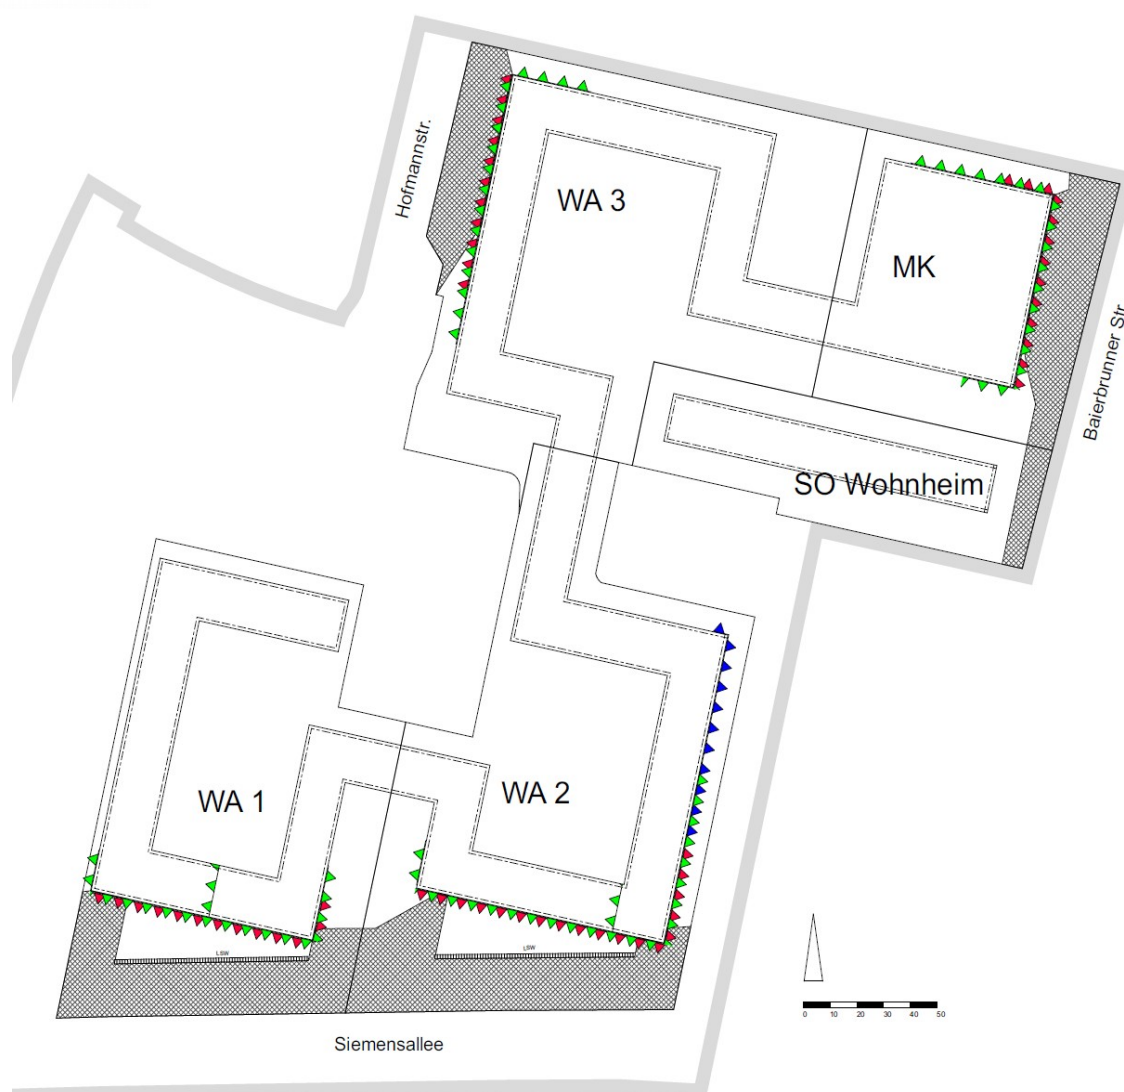 Hofmannstr.
WA 3
MK
Baierbrunner Str.
SO Wohnheim
WA 1
WA 2
LSW
LSW
0 10 20 30 40 50
Siemensallee